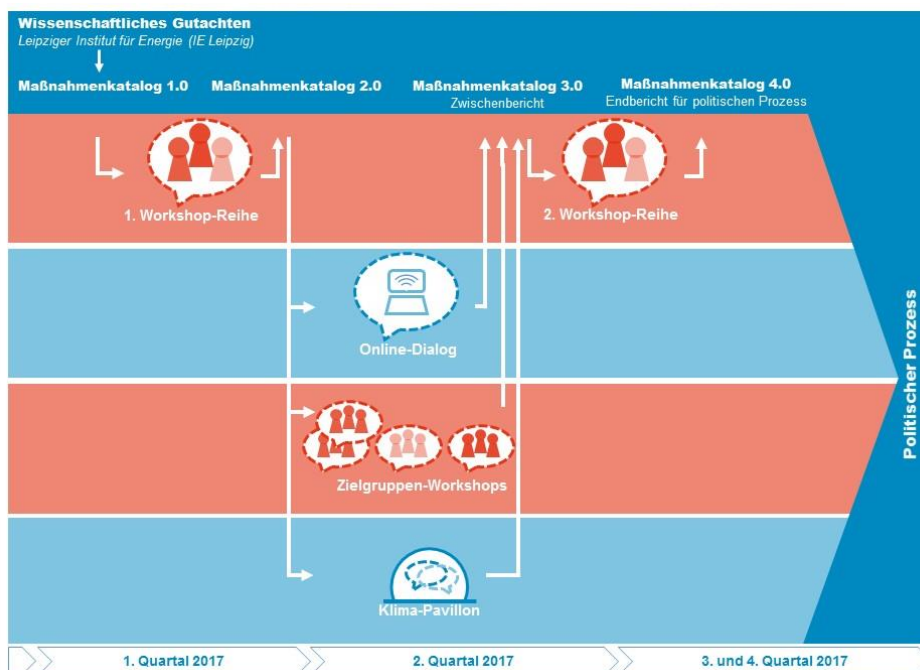 Wissenschaftliches Gutachten
Leipziger Institut für Energie (IE Leipzig)
Maßnahmenkatalog 1.0
Maßnahmenkatalog 2.0
Maßnahmenkatalog 3.0
Zwischenbericht
Maßnahmenkatalog 4.0
Endbericht für politischen Prozess
1. Workshop-Reihe
2. Workshop-Reihe
Online-Dialog
Zielgruppen-Workshops
Klima-Pavillon
Politischer Prozess
1. Quartal 2017
2. Quartal 2017
3. und 4. Quartal 2017